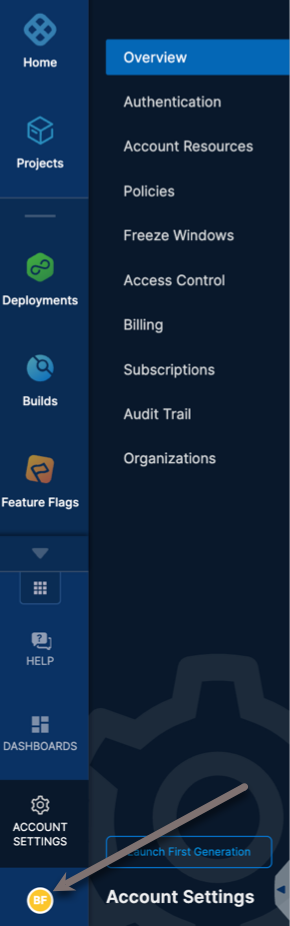 Home
Projects
Deployments
Builds
Feature Flags
HELP
DASHBOARDS
ACCOUNT
SETTINGS
BF
Overview
Authentication
Account Resources
Policies
Freeze Windows
Access Control
Billing
Subscriptions
Audit Trail
Organizations
Launch First Generation
Account Settings